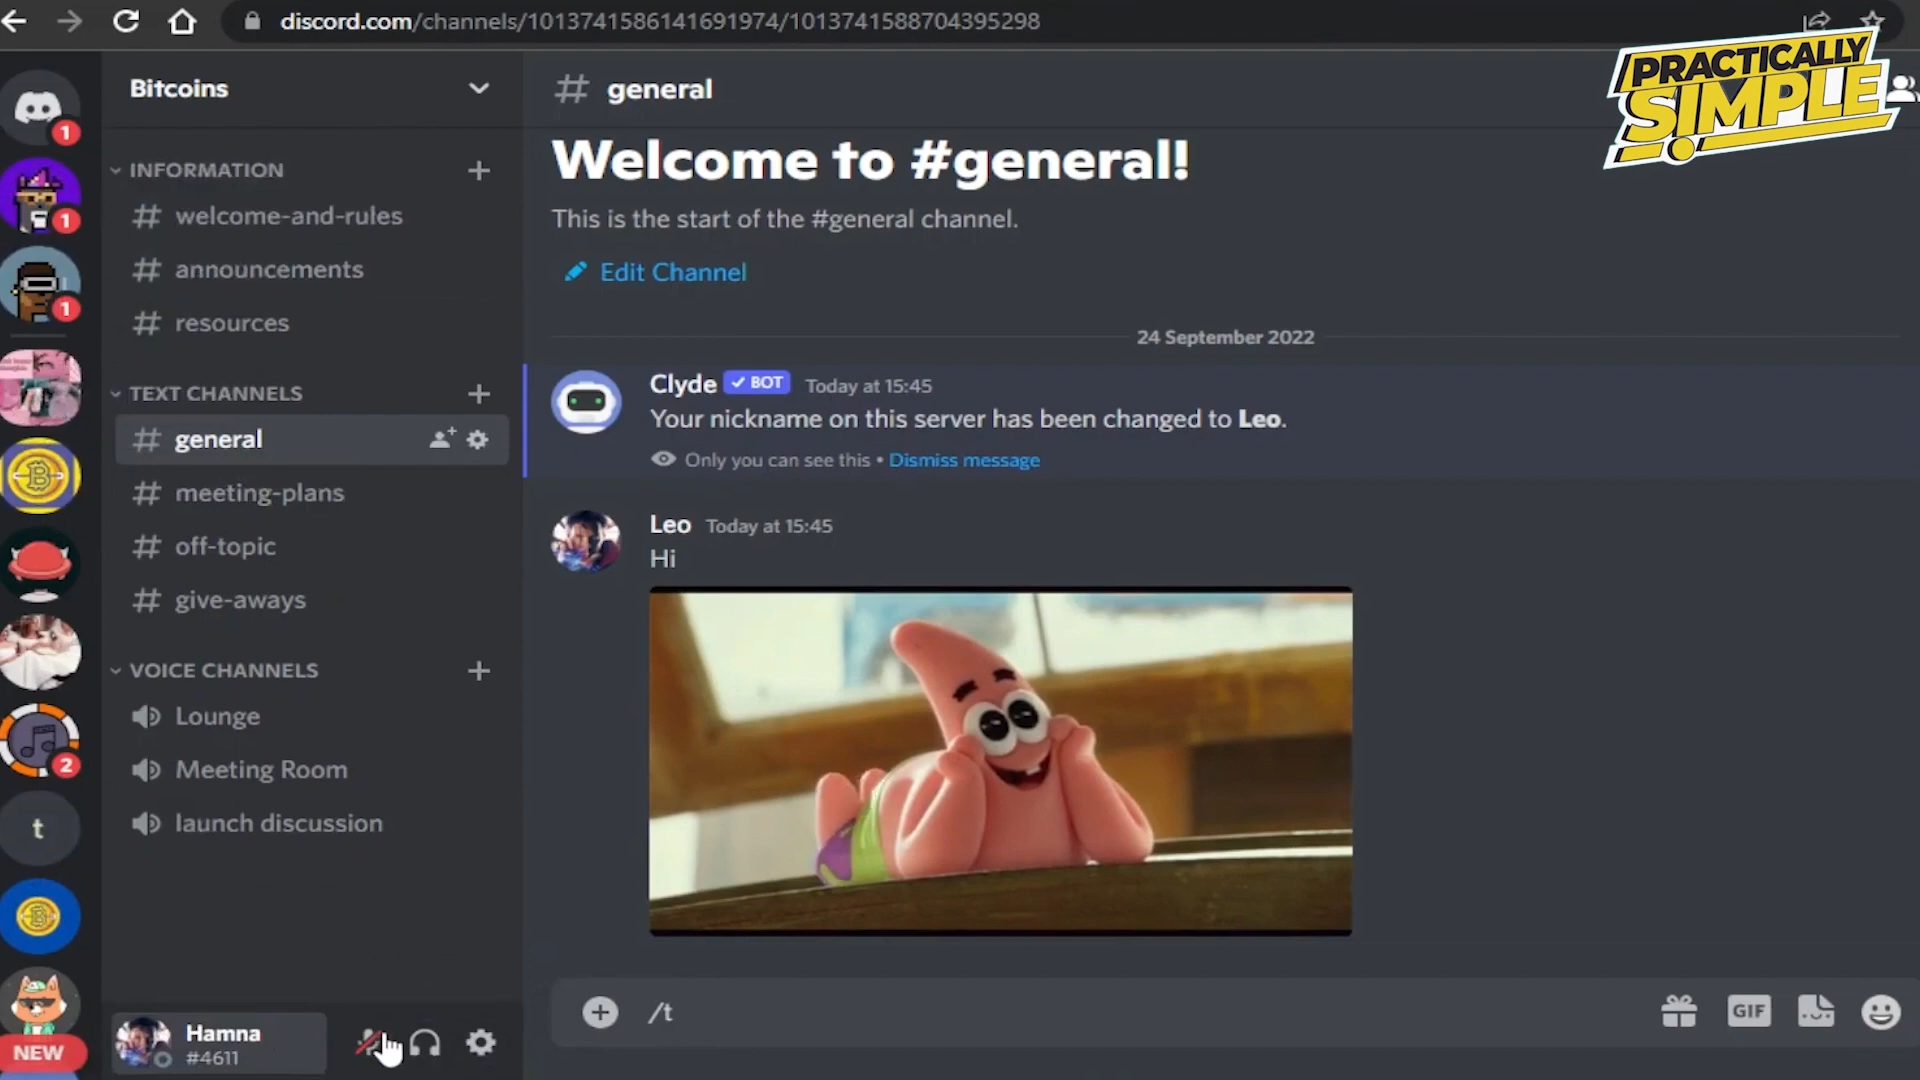 discord.com/channels/1013741586141691974/1013741588704395298
PRACTICALLY
SIMPLE
Bitcoins
general
1
INFORMATION
Welcome to #general!
1
welcome-and-rules
This is the start of the #general channel.
announcements
Edit Channel
1
resources
24 September 2022
TEXT CHANNELS
Clyde BOT Today at 15:45
Your nickname on this server has been changed to Leo.
general
Only you can see this • Dismiss message
meeting-plans
Leo Today at 15:45
off-topic
Hi
give-aways
VOICE CHANNELS
Lounge
2
Meeting Room
launch discussion
t
Hamna
#4611
/t
GIF
NEW